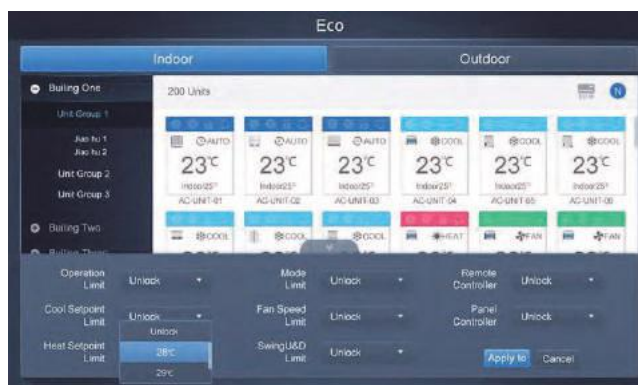 Eco
Indoor
Outdoor
Builing One
200 Units
N
Unit Group 1
Jiao hu 1
Jiao hu 2
Unit Group 2
Unit Group 3
AUTO
AUTO
AUTO
COOL
COOL
COOL
23°C
23°C
23°C
23°C
23°C
23°C
Indoor25°
Indoor25°
Indoor25°
Indoor25°
Indoor25°
Indoor25°
AC-UNIT-01
AC-UNIT-02
AC-UNIT-03
AC-UNIT-04
AC-UNIT-05
AC-UNIT-06
Builing Two
COOL
COOL
COOL
HEAT
FAN
FAN
Operation Limit
Unlock
Mode Limit
Unlock
Remote Controller
Unlock
Cool Setpoint Limit
Unlock
Fan Speed Limit
Unlock
Panel Controller
Unlock
Heat Setpoint Limit
Unlock
28°C
29°C
SwingU&D Limit
Unlock
Apply to
Cancel